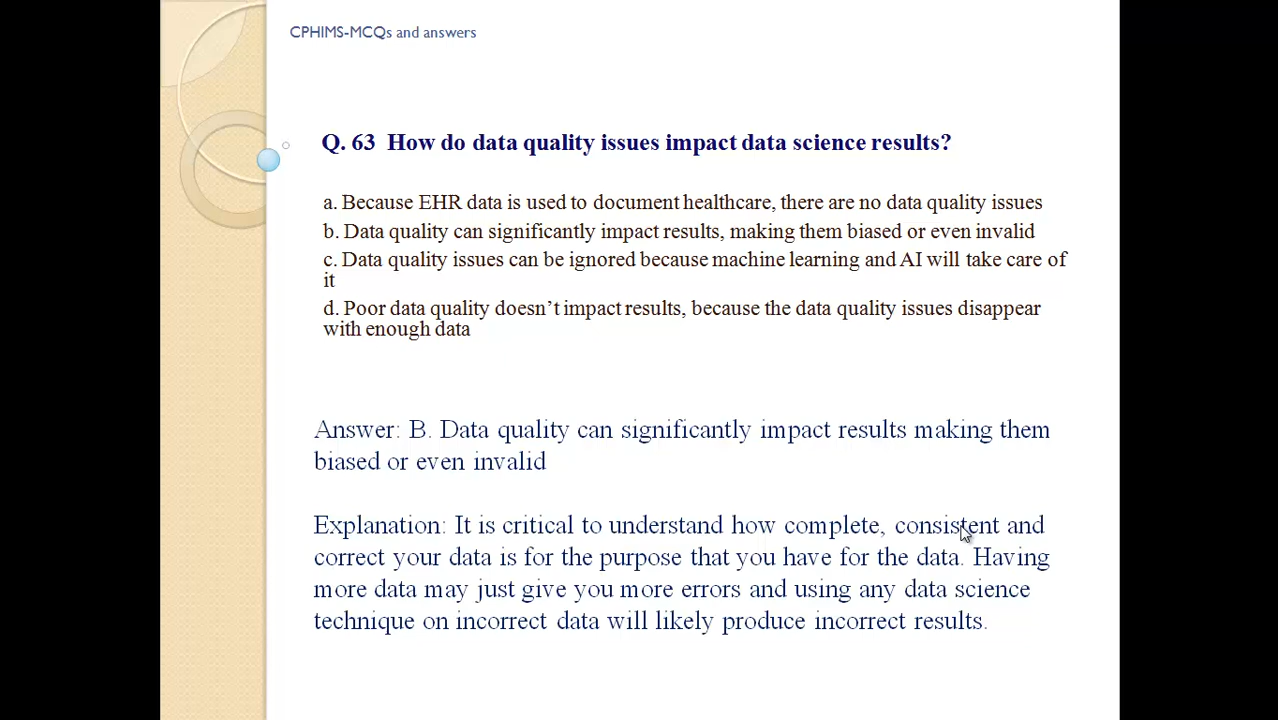 CPHIMS-MCQs and answers
Q. 63 How do data quality issues impact data science results?
a. Because EHR data is used to document healthcare, there are no data quality issues
b. Data quality can significantly impact results, making them biased or even invalid
c. Data quality issues can be ignored because machine learning and AI will take care of
it
d. Poor data quality doesn’t impact results, because the data quality issues disappear
with enough data
Answer: B. Data quality can significantly impact results making them
biased or even invalid
Explanation: It is critical to understand how complete, consistent and
correct your data is for the purpose that you have for the data. Having
more data may just give you more errors and using any data science
technique on incorrect data will likely produce incorrect results.